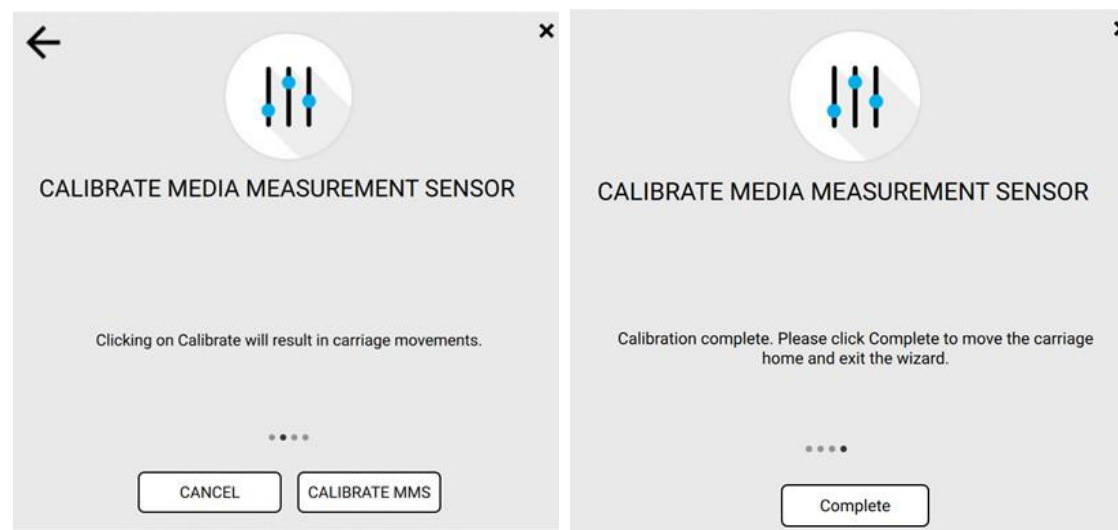 CALIBRATE MEDIA MEASUREMENT SENSOR
Clicking on Calibrate will result in carriage movements.
CANCEL
CALIBRATE MMS
CALIBRATE MEDIA MEASUREMENT SENSOR
Calibration complete. Please click Complete to move the carriage
home and exit the wizard.
Complete